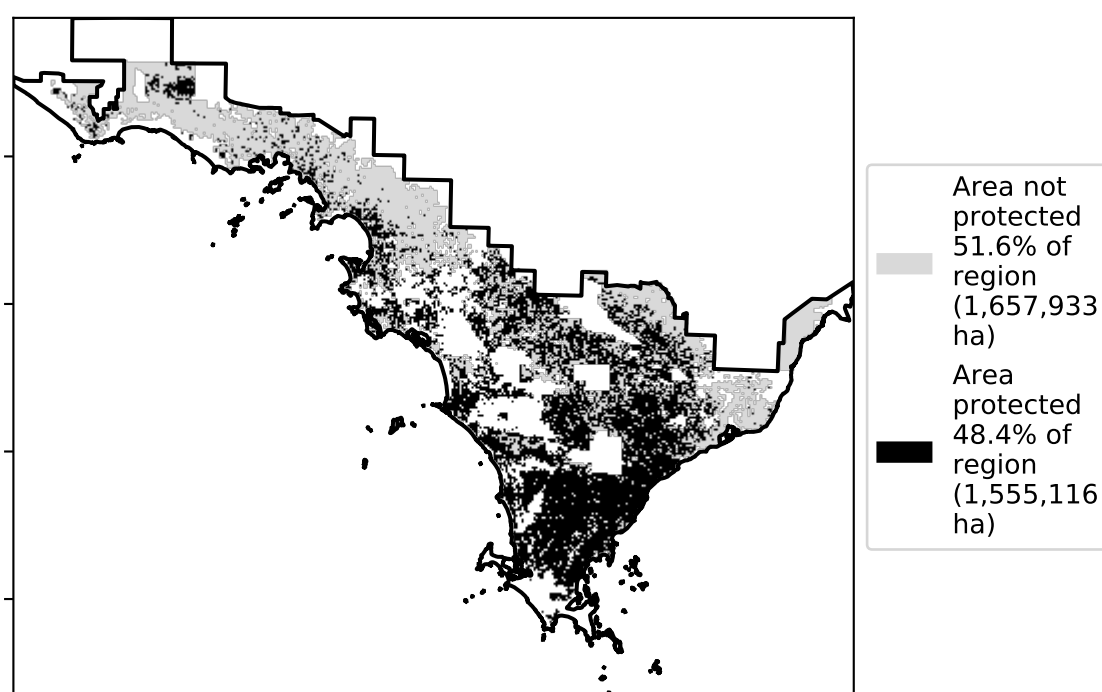 Area not
protected
51.6% of
region
(1,657,933
ha)
Area
protected
48.4% of
region
(1,555,116
ha)